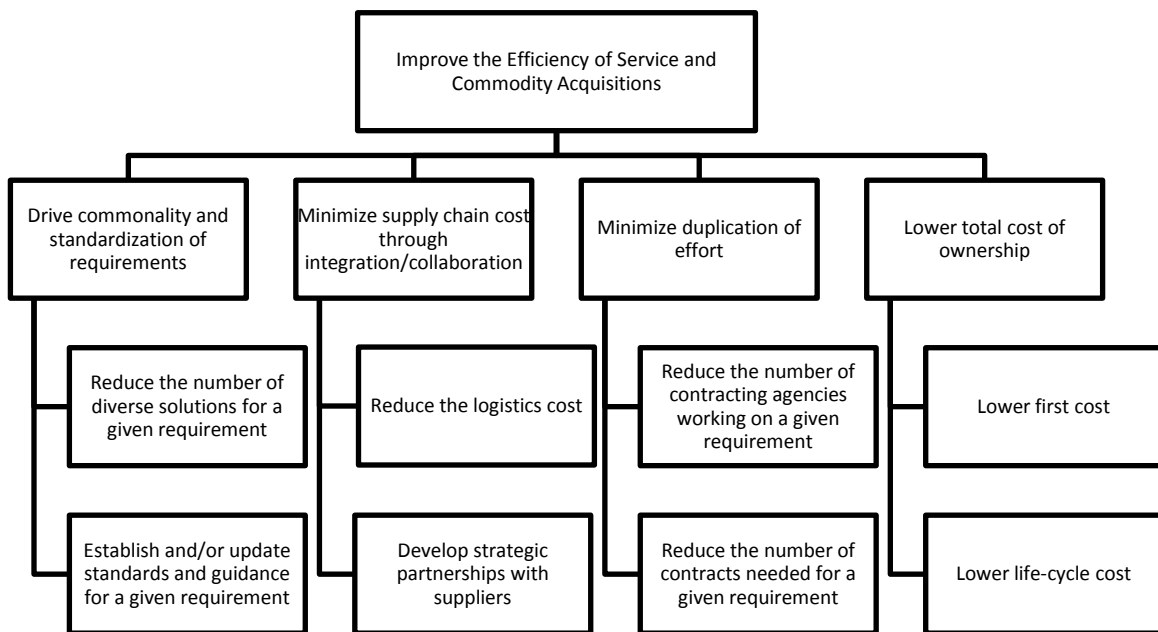 Improve the Efficiency of Service and
Commodity Acquisitions
Drive commonality and
standardization of
requirements
Minimize supply chain cost
through
integration/collaboration
Minimize duplication of
effort
Lower total cost of
ownership
Reduce the number of
diverse solutions for a
given requirement
Reduce the logistics cost
Reduce the number of
contracting agencies
working on a given
requirement
Lower first cost
Establish and/or update
standards and guidance
for a given requirement
Develop strategic
partnerships with
suppliers
Reduce the number of
contracts needed for a
given requirement
Lower life-cycle cost